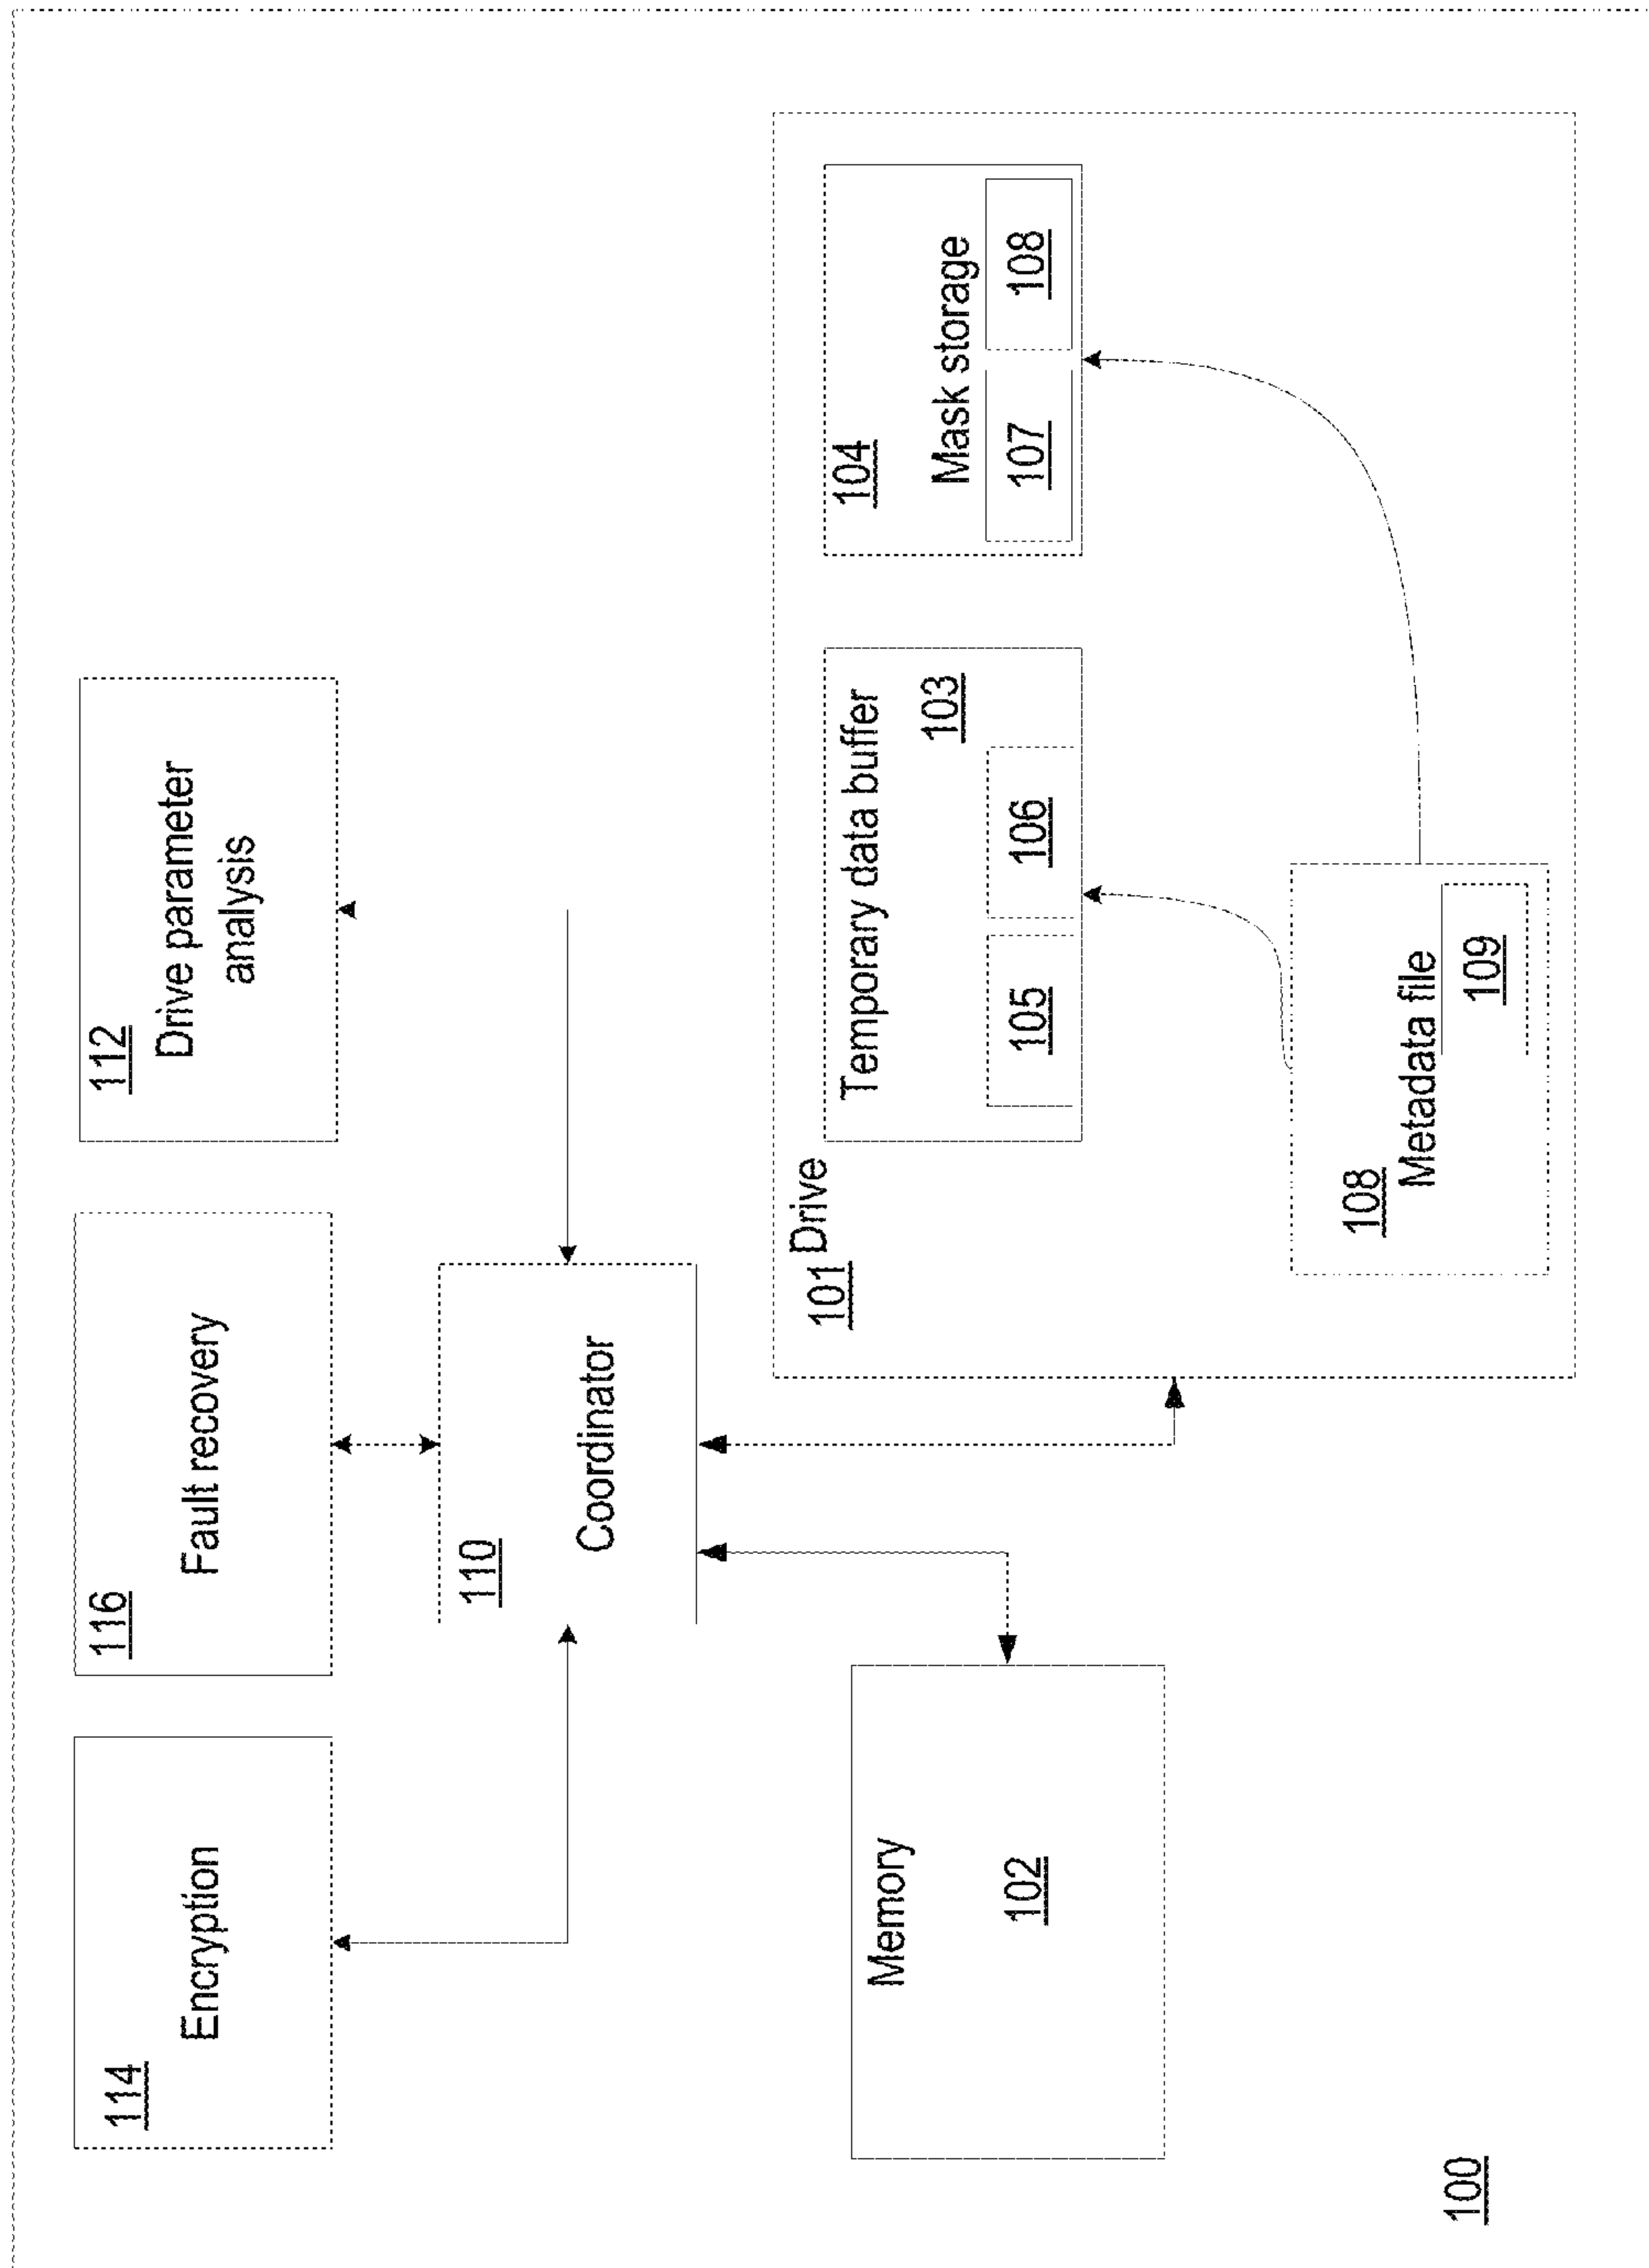 114
Encryption
116
Fault recovery
112
Drive parameter
analysis
110
Coordinator
Memory
102
101 Drive
Temporary data buffer
103
105
106
104
Mask storage
107
108
108
Metadata file
109
100